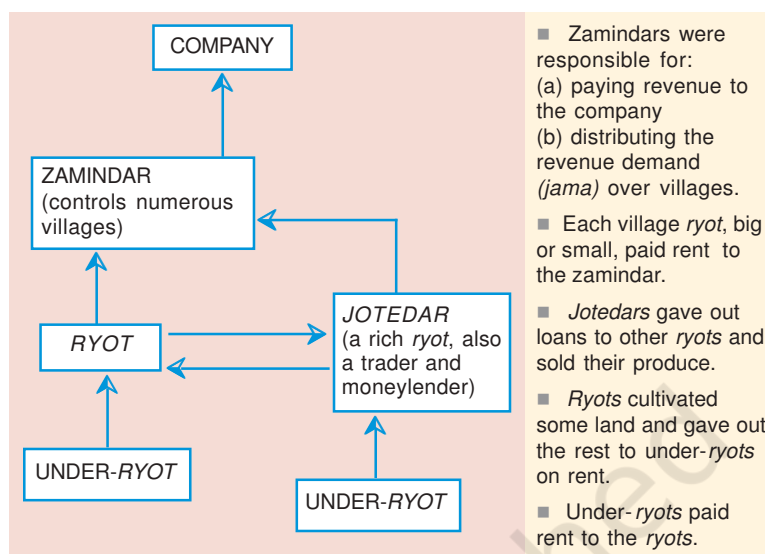 COMPANY
ZAMINDAR
(controls numerous
villages)
RYOT
JOTEDAR
(a rich ryot, also
a trader and
moneylender)
UNDER-RYOT
UNDER-RYOT
■ Zamindars were
responsible for:
(a) paying revenue to
the company
(b) distributing the
revenue demand
(jama) over villages.
■ Each village ryot, big
or small, paid rent to
the zamindar.
■ Jotedars gave out
loans to other ryots and
sold their produce.
■ Ryots cultivated
some land and gave out
the rest to under-ryots
on rent.
■ Under-ryots paid
rent to the ryots.